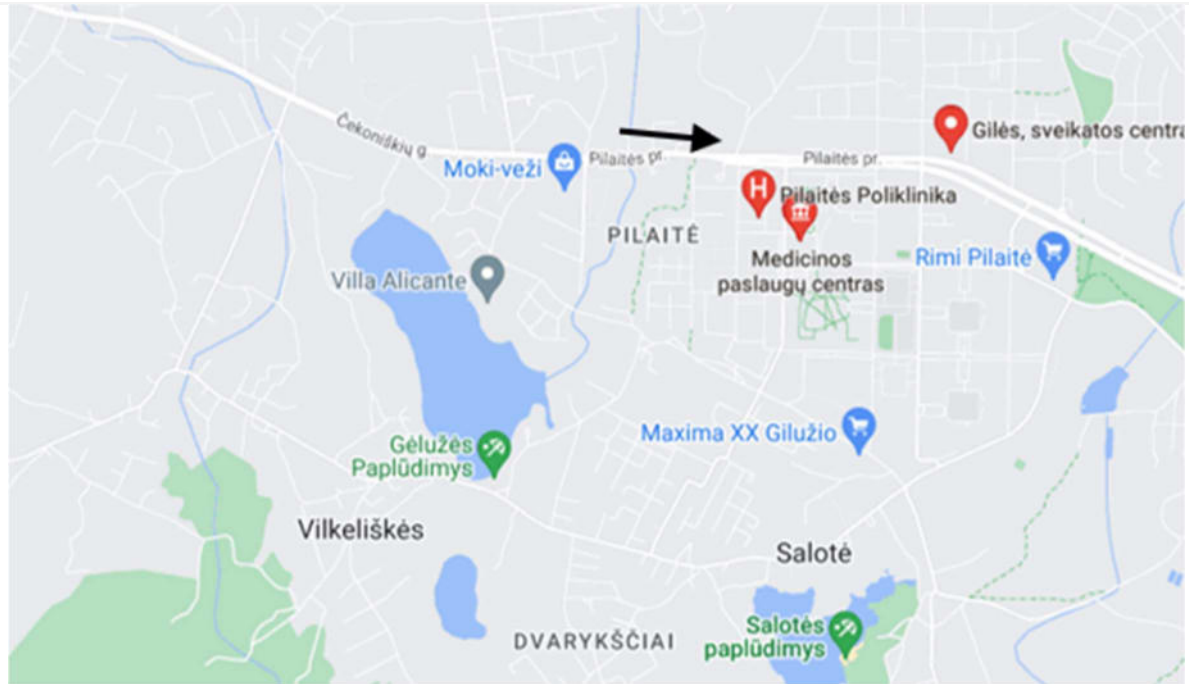 Čekoniškių g.
Moki-veži
Pilaitės pr.
Pilaitės pr.
Gilės, sveikatos centra
Pilaitės Poliklinika
PILAITĖ
Medicinos
paslaugų centras
Rimi Pilaitė
Villa Alicante
Maxima XX Gilužio
Gėlužės
Paplūdimys
Vilkeliškės
Salotė
DVARYKŠČIAI
Salotės
paplūdimys
H